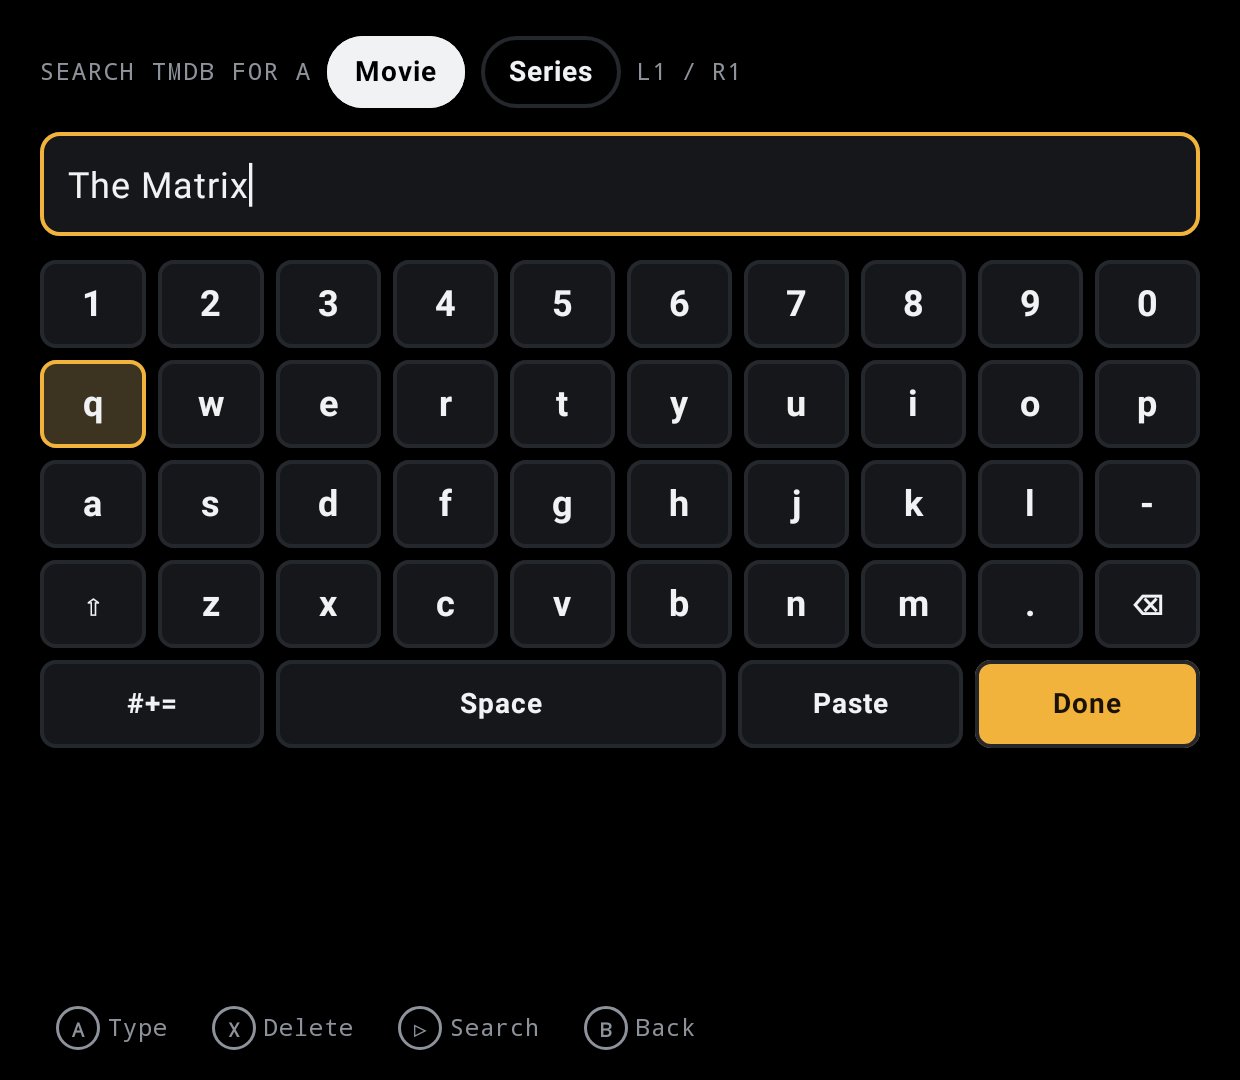 SEARCH TMDB FOR A Movie Series L1 / R1
The Matrix
1 2 3 4 5 6 7 8 9 0
q w e r t y u i o p
a s d f g h j k l -
⇧ z x c v b n m . ⌫
#+= Space Paste Done
A Type X Delete ▷ Search B Back